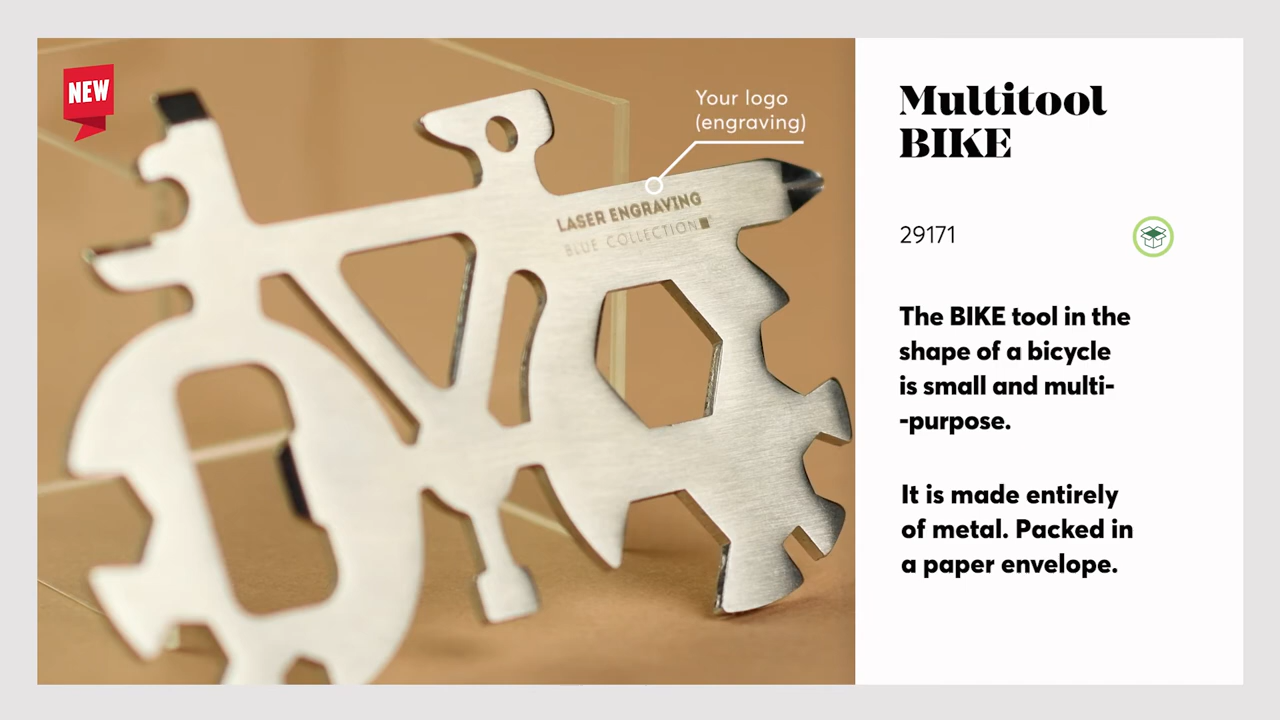 NEW
Your logo
(engraving)
LASER ENGRAVING
BLUE COLLECTION
Multitool
BIKE
29171
The BIKE tool in the
shape of a bicycle
is small and multi-
-purpose.
It is made entirely
of metal. Packed in
a paper envelope.